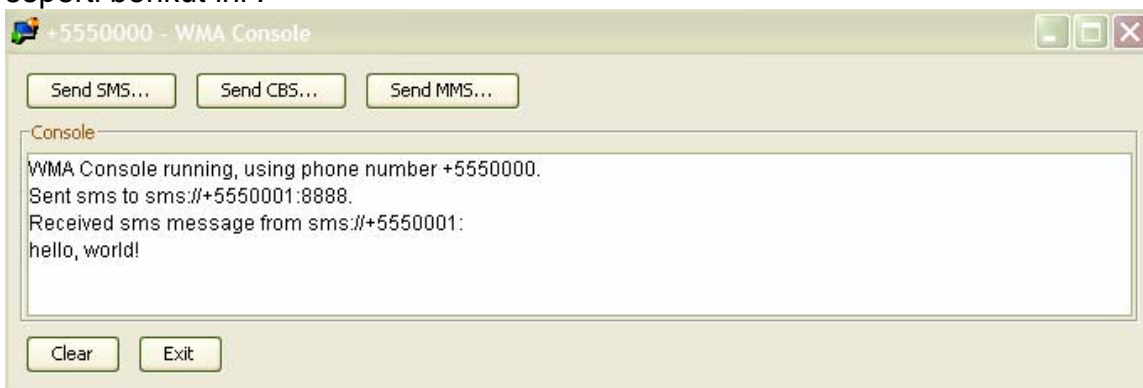 seperti berikut ini :
+5550000 - WMA Console
Send SMS... Send CBS... Send MMS...
Console
WMA Console running, using phone number +5550000.
Sent sms to sms://+5550001:8888.
Received sms message from sms://+5550001:
hello, world!
Clear Exit